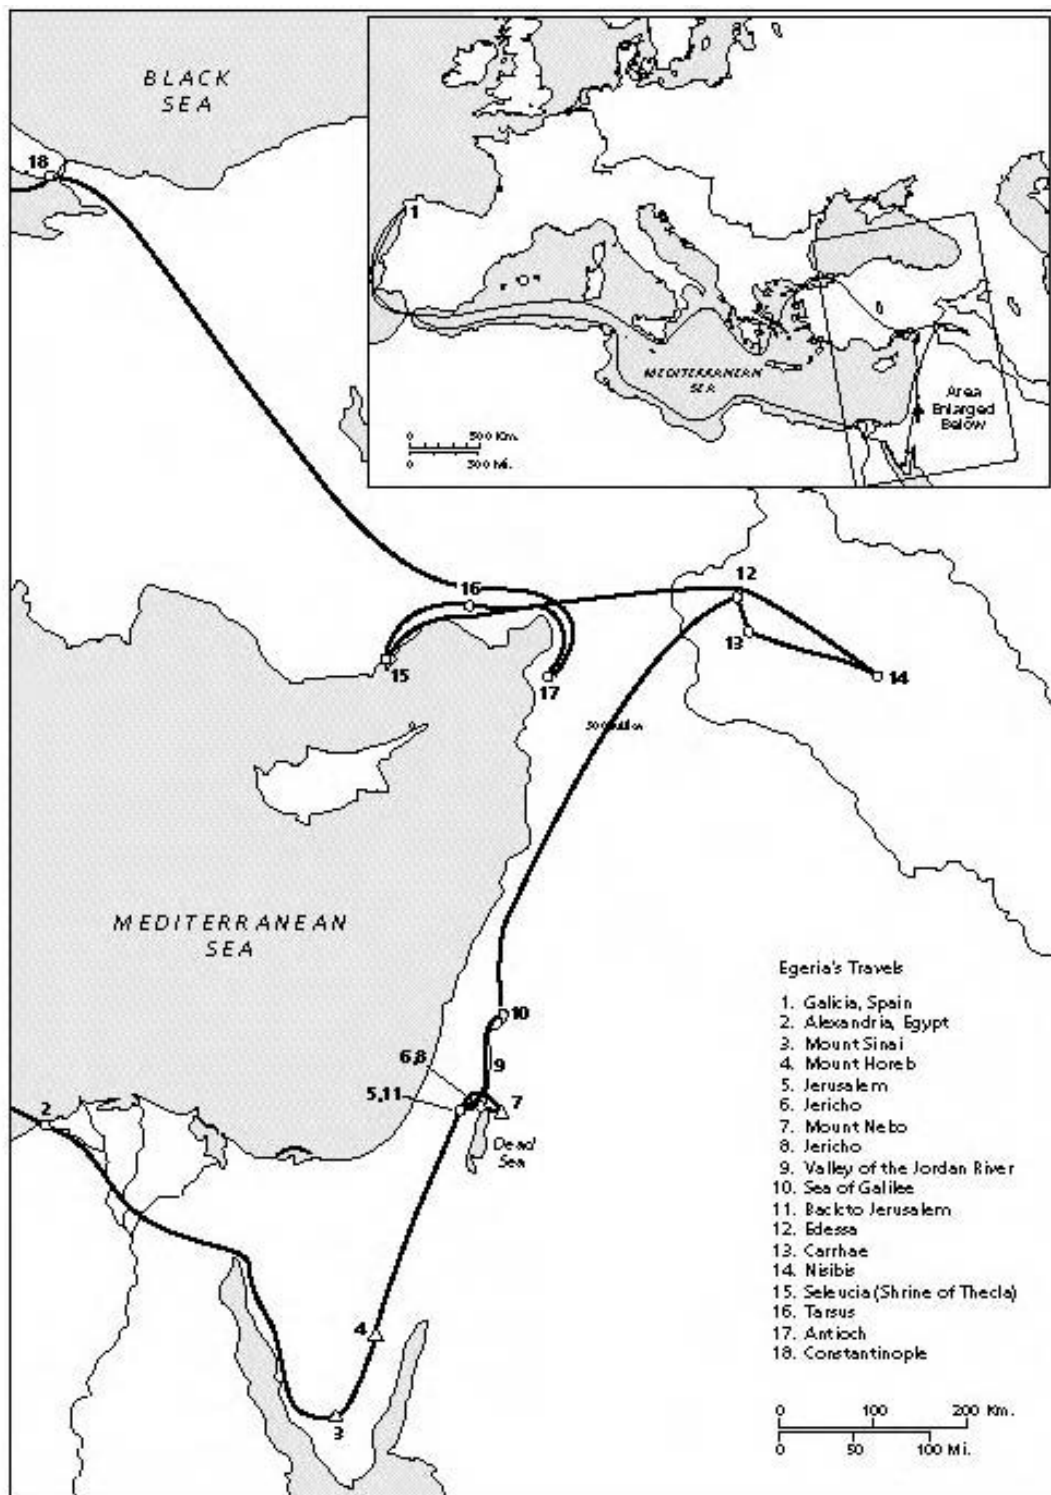 BLACK
SEA
18
1
MEDITERRANEAN
SEA
Area
Enlarged
Below
0 500 Km.
0 300 Mi.
16
12
13
15
17
14
MEDITERRANEAN
SEA
10
6,8
9
5,11
7
2
Dead
Sea
4
3
Egeria's Travels
1. Galicia, Spain
2. Alexandria, Egypt
3. Mount Sinai
4. Mount Horeb
5. Jerusalem
6. Jericho
7. Mount Nebo
8. Jericho
9. Valley of the Jordan River
10. Sea of Galilee
11. Back to Jerusalem
12. Edessa
13. Carrhae
14. Nisibis
15. Seleucia (Shrine of Thecla)
16. Tarsus
17. Antioch
18. Constantinople
0 100 200 Km.
0 50 100 Mi.